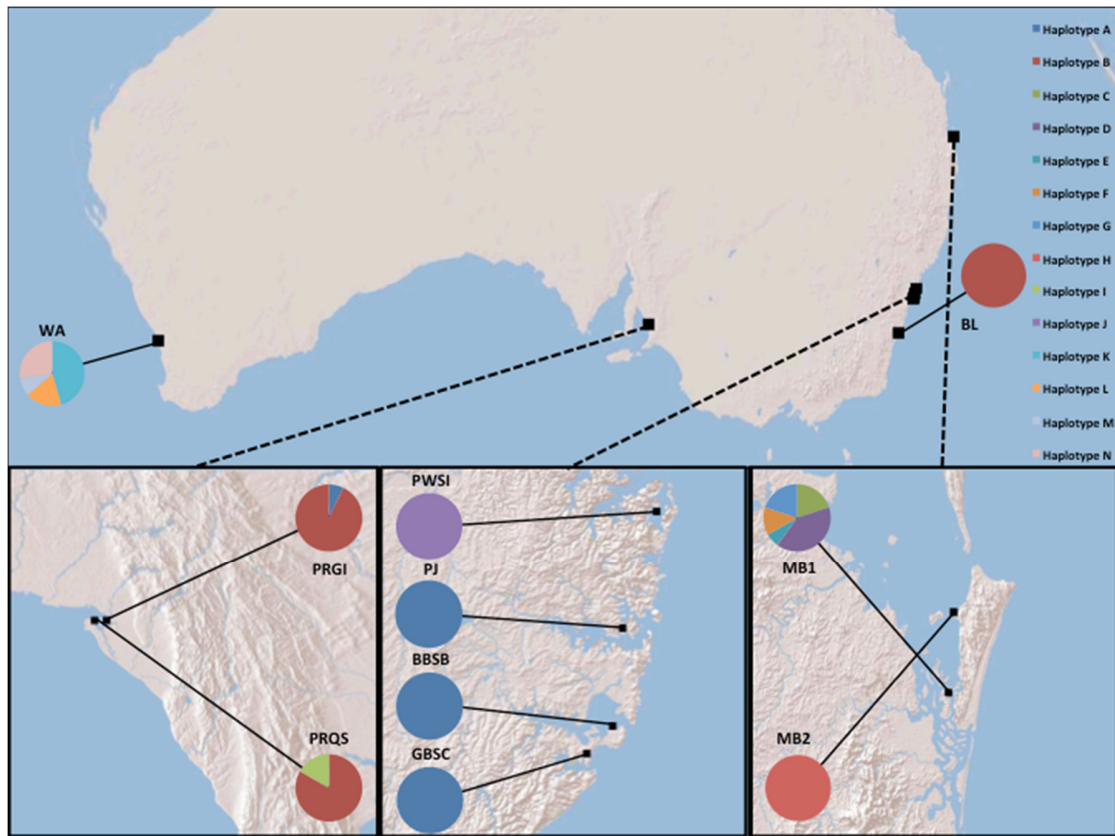 Haplotype A
Haplotype B
Haplotype C
Haplotype D
Haplotype E
Haplotype F
Haplotype G
Haplotype H
Haplotype I
Haplotype J
Haplotype K
Haplotype L
Haplotype M
Haplotype N
WA
BL
PRGI
PRQS
PWSI
PJ
BBSB
GBSC
MB1
MB2